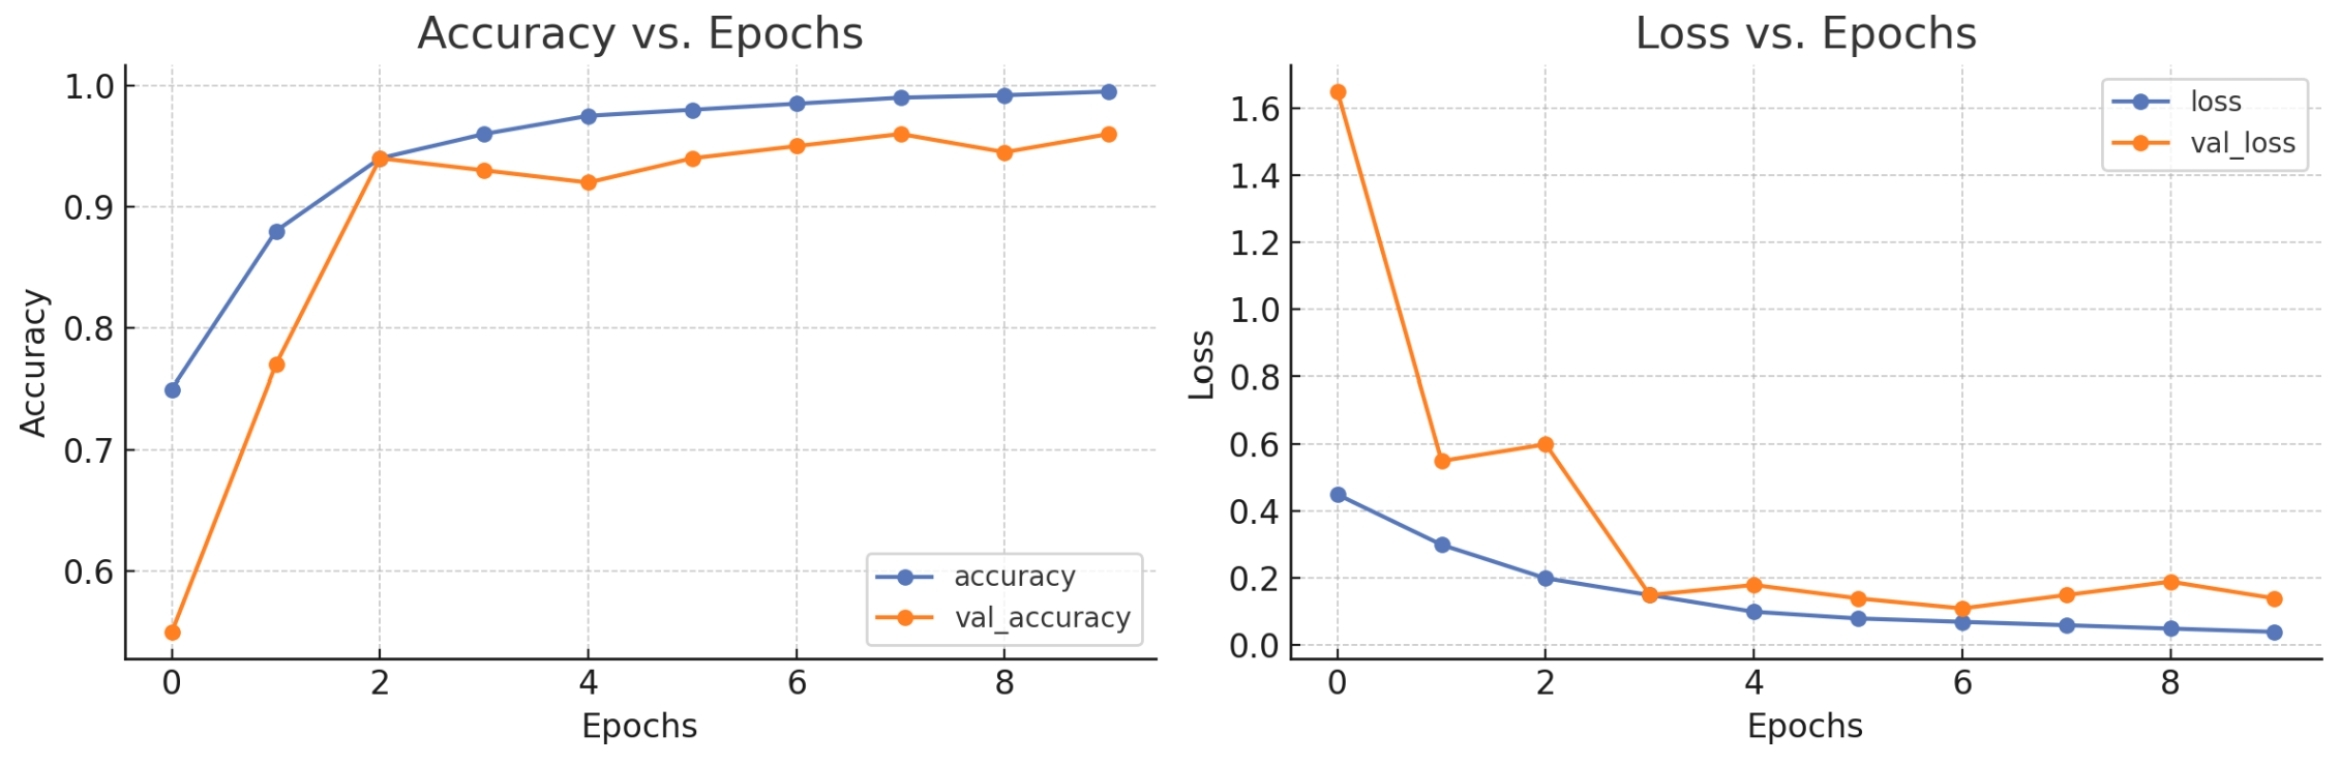 Accuracy vs. Epochs
1.0
0.9
0.8
0.7
0.6
Accuracy
accuracy
val_accuracy
0 2 4 6 8
Epochs
Loss vs. Epochs
1.6
1.4
1.2
1.0
0.8
0.6
0.4
0.2
0.0
Loss
loss
val_loss
0 2 4 6 8
Epochs